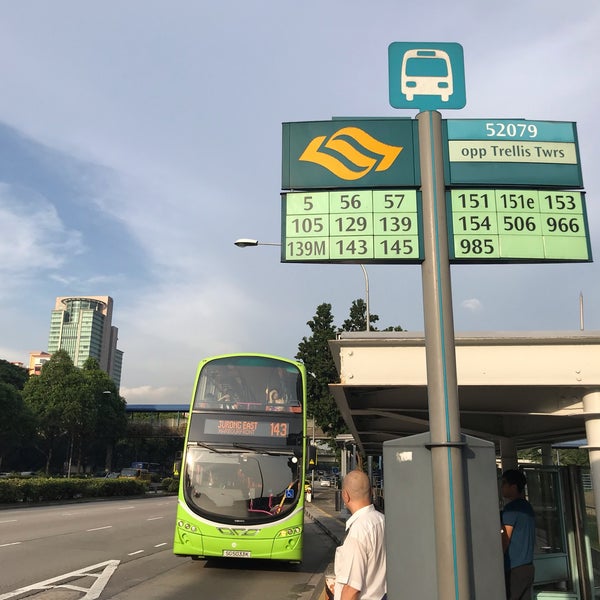 52079
opp Trellis Twrs
5 56 57
105 129 139
139M 143 145
151 151e 153
154 506 966
985
JURONG EAST 143
SG5033K